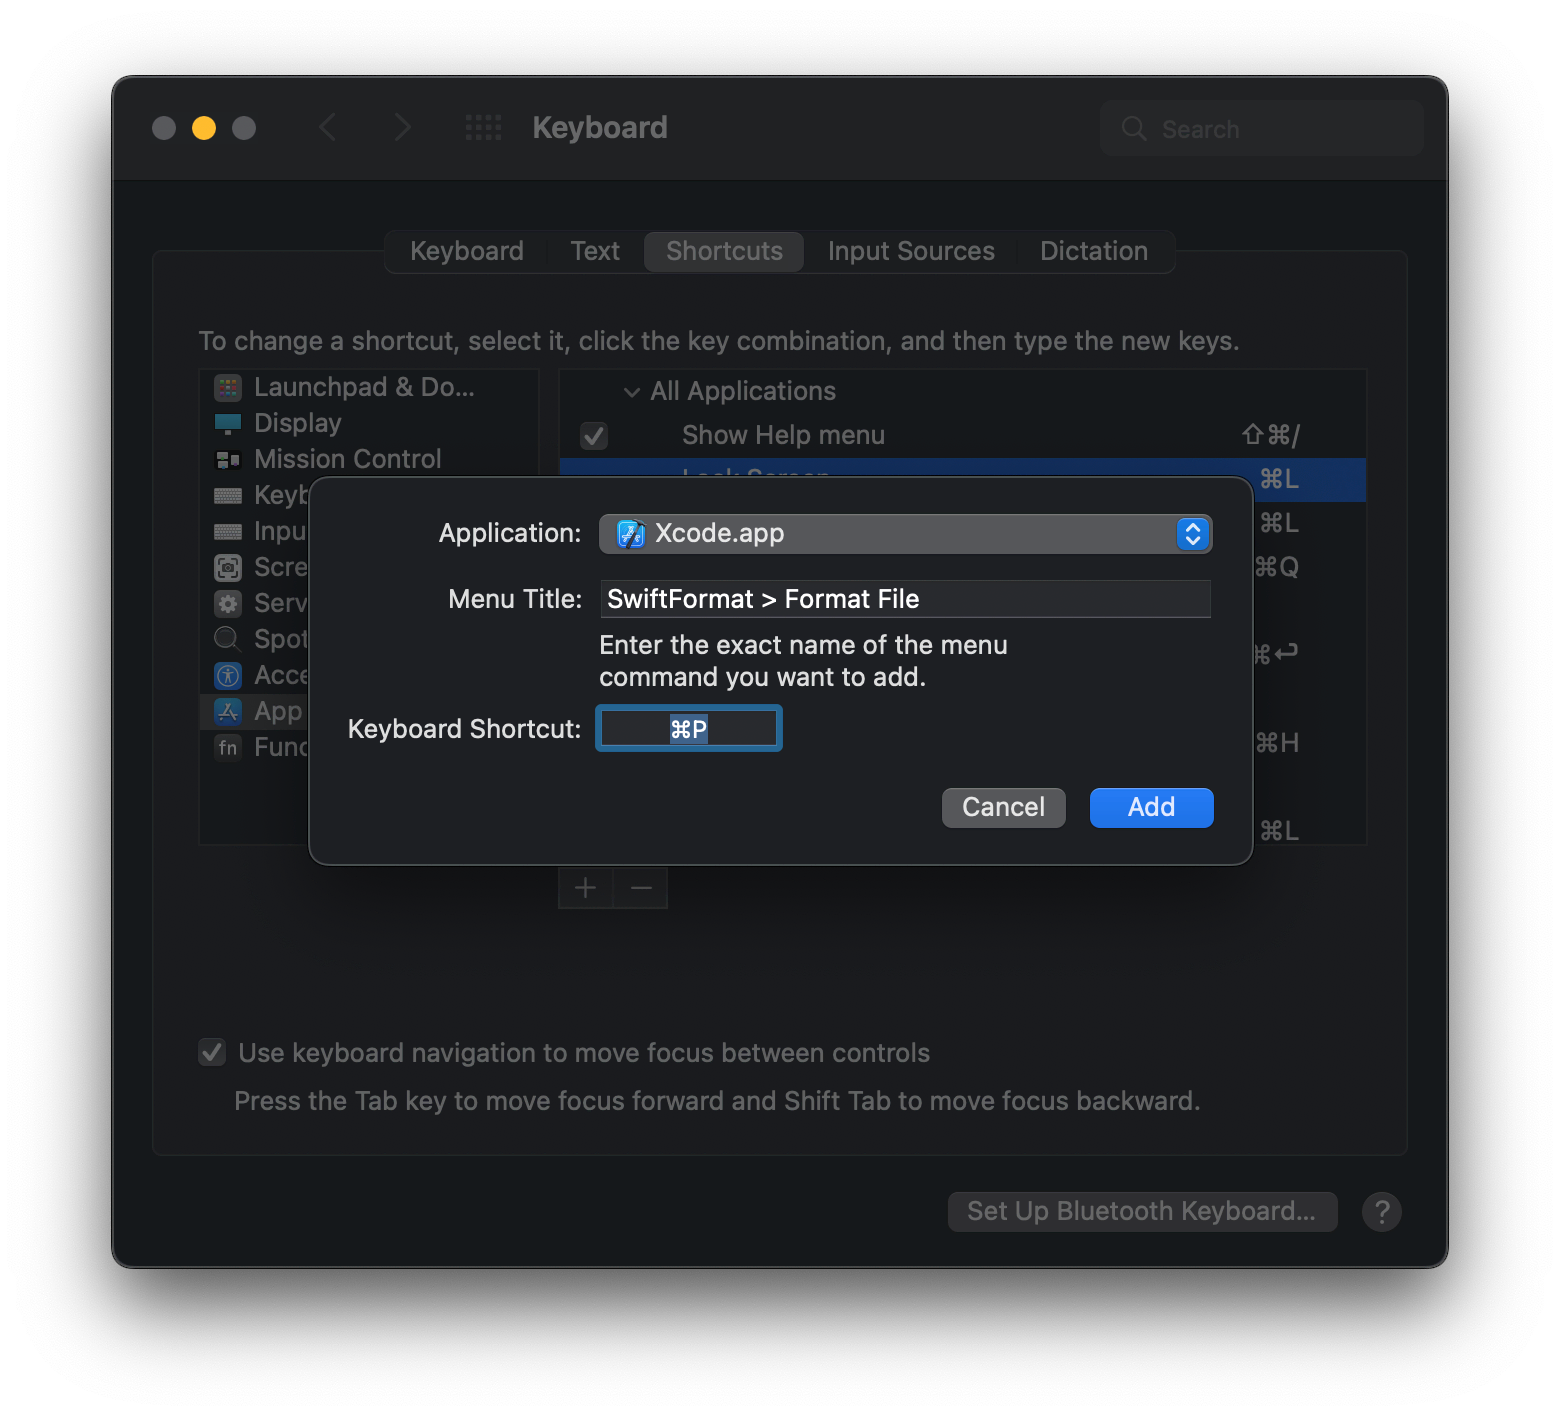 Keyboard
Search
Keyboard Text Shortcuts Input Sources Dictation
To change a shortcut, select it, click the key combination, and then type the new keys.
Launchpad & Do...
Display
Mission Control
Keyb
Inpu
Scre
Serv
Spot
Acce
App
fn Func
All Applications
Show Help menu ⇧⌘/
Lock Screen ⌘L
⌘L
⌘Q
⌘↩
⌘H
⌘L
Application: Xcode.app
Menu Title: SwiftFormat > Format File
Enter the exact name of the menu
command you want to add.
Keyboard Shortcut: ⌘P
Cancel Add
+ −
Use keyboard navigation to move focus between controls
Press the Tab key to move focus forward and Shift Tab to move focus backward.
Set Up Bluetooth Keyboard... ?